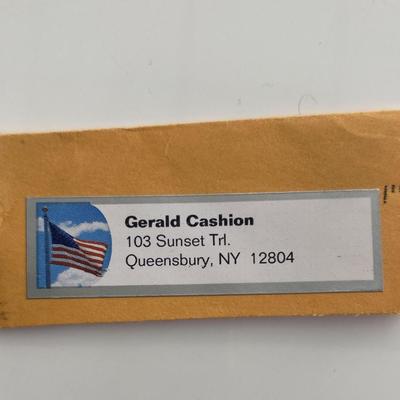 Gerald Cashion
103 Sunset Trl.
Queensbury, NY 12804